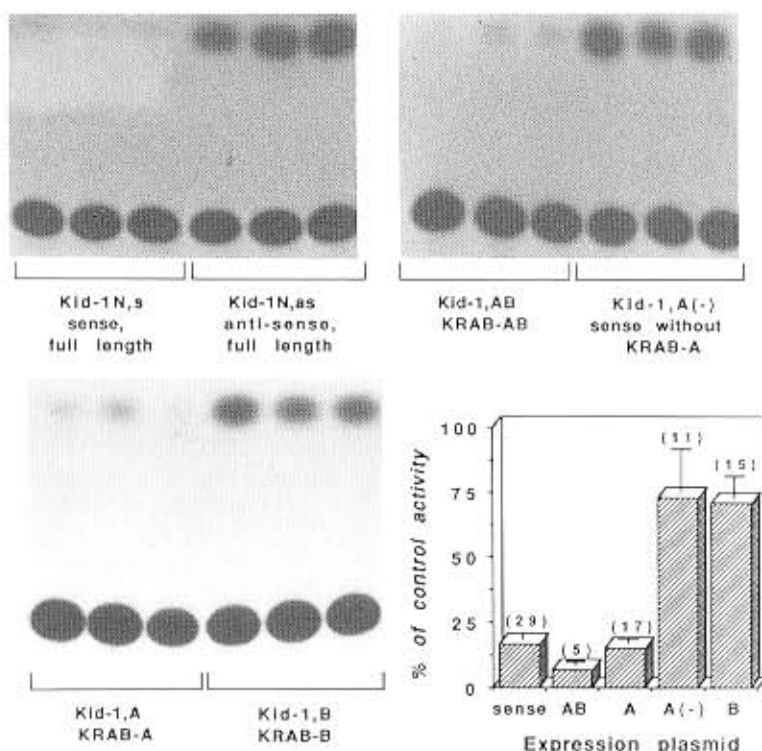 Kid-1N,s
sense,
full length
Kid-1N,as
anti-sense,
full length
Kid-1,AB
KRAB-AB
Kid-1,A(-)
sense without
KRAB-A
Kid-1,A
KRAB-A
Kid-1,B
KRAB-B
% of control activity
100
75
50
25
0
(29)
(5)
(17)
(11)
(15)
sense AB A A(-) B
Expression plasmid